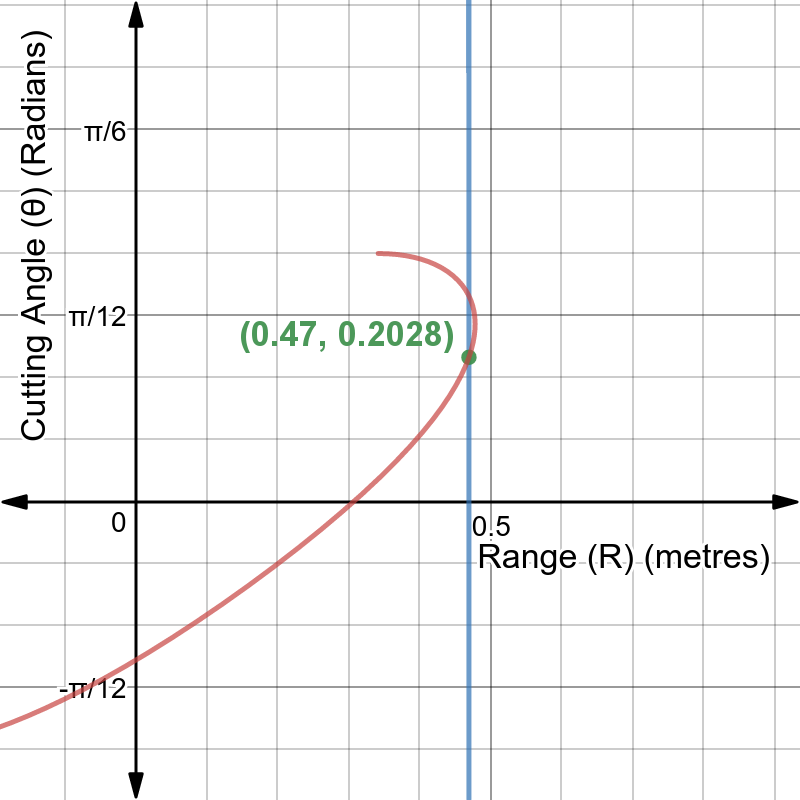 Cutting Angle (θ) (Radians)
π/6
π/12
(0.47, 0.2028)
0
0.5
Range (R) (metres)
-π/12